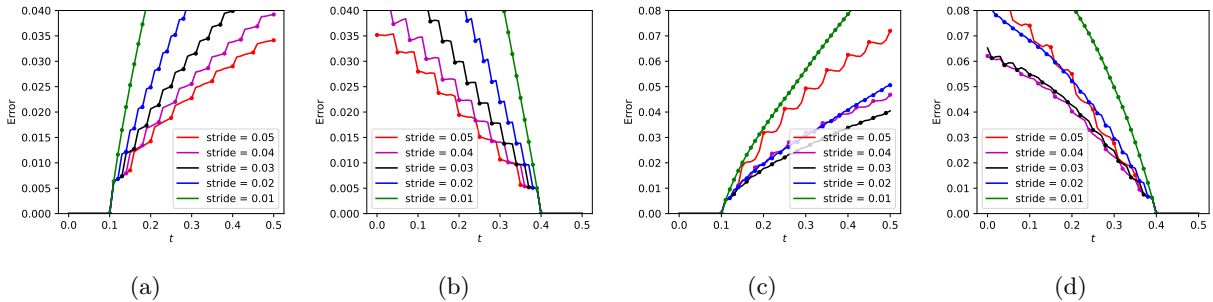 0.040
0.035
0.030
0.025
0.020
0.015
0.010
0.005
0.000
Error
0.0 0.1 0.2 0.3 0.4 0.5
t
stride = 0.05
stride = 0.04
stride = 0.03
stride = 0.02
stride = 0.01
(a)
0.040
0.035
0.030
0.025
0.020
0.015
0.010
0.005
0.000
Error
0.0 0.1 0.2 0.3 0.4 0.5
t
stride = 0.05
stride = 0.04
stride = 0.03
stride = 0.02
stride = 0.01
(b)
0.08
0.07
0.06
0.05
0.04
0.03
0.02
0.01
0.00
Error
0.0 0.1 0.2 0.3 0.4 0.5
t
stride = 0.05
stride = 0.04
stride = 0.03
stride = 0.02
stride = 0.01
(c)
0.08
0.07
0.06
0.05
0.04
0.03
0.02
0.01
0.00
Error
0.0 0.1 0.2 0.3 0.4 0.5
t
stride = 0.05
stride = 0.04
stride = 0.03
stride = 0.02
stride = 0.01
(d)